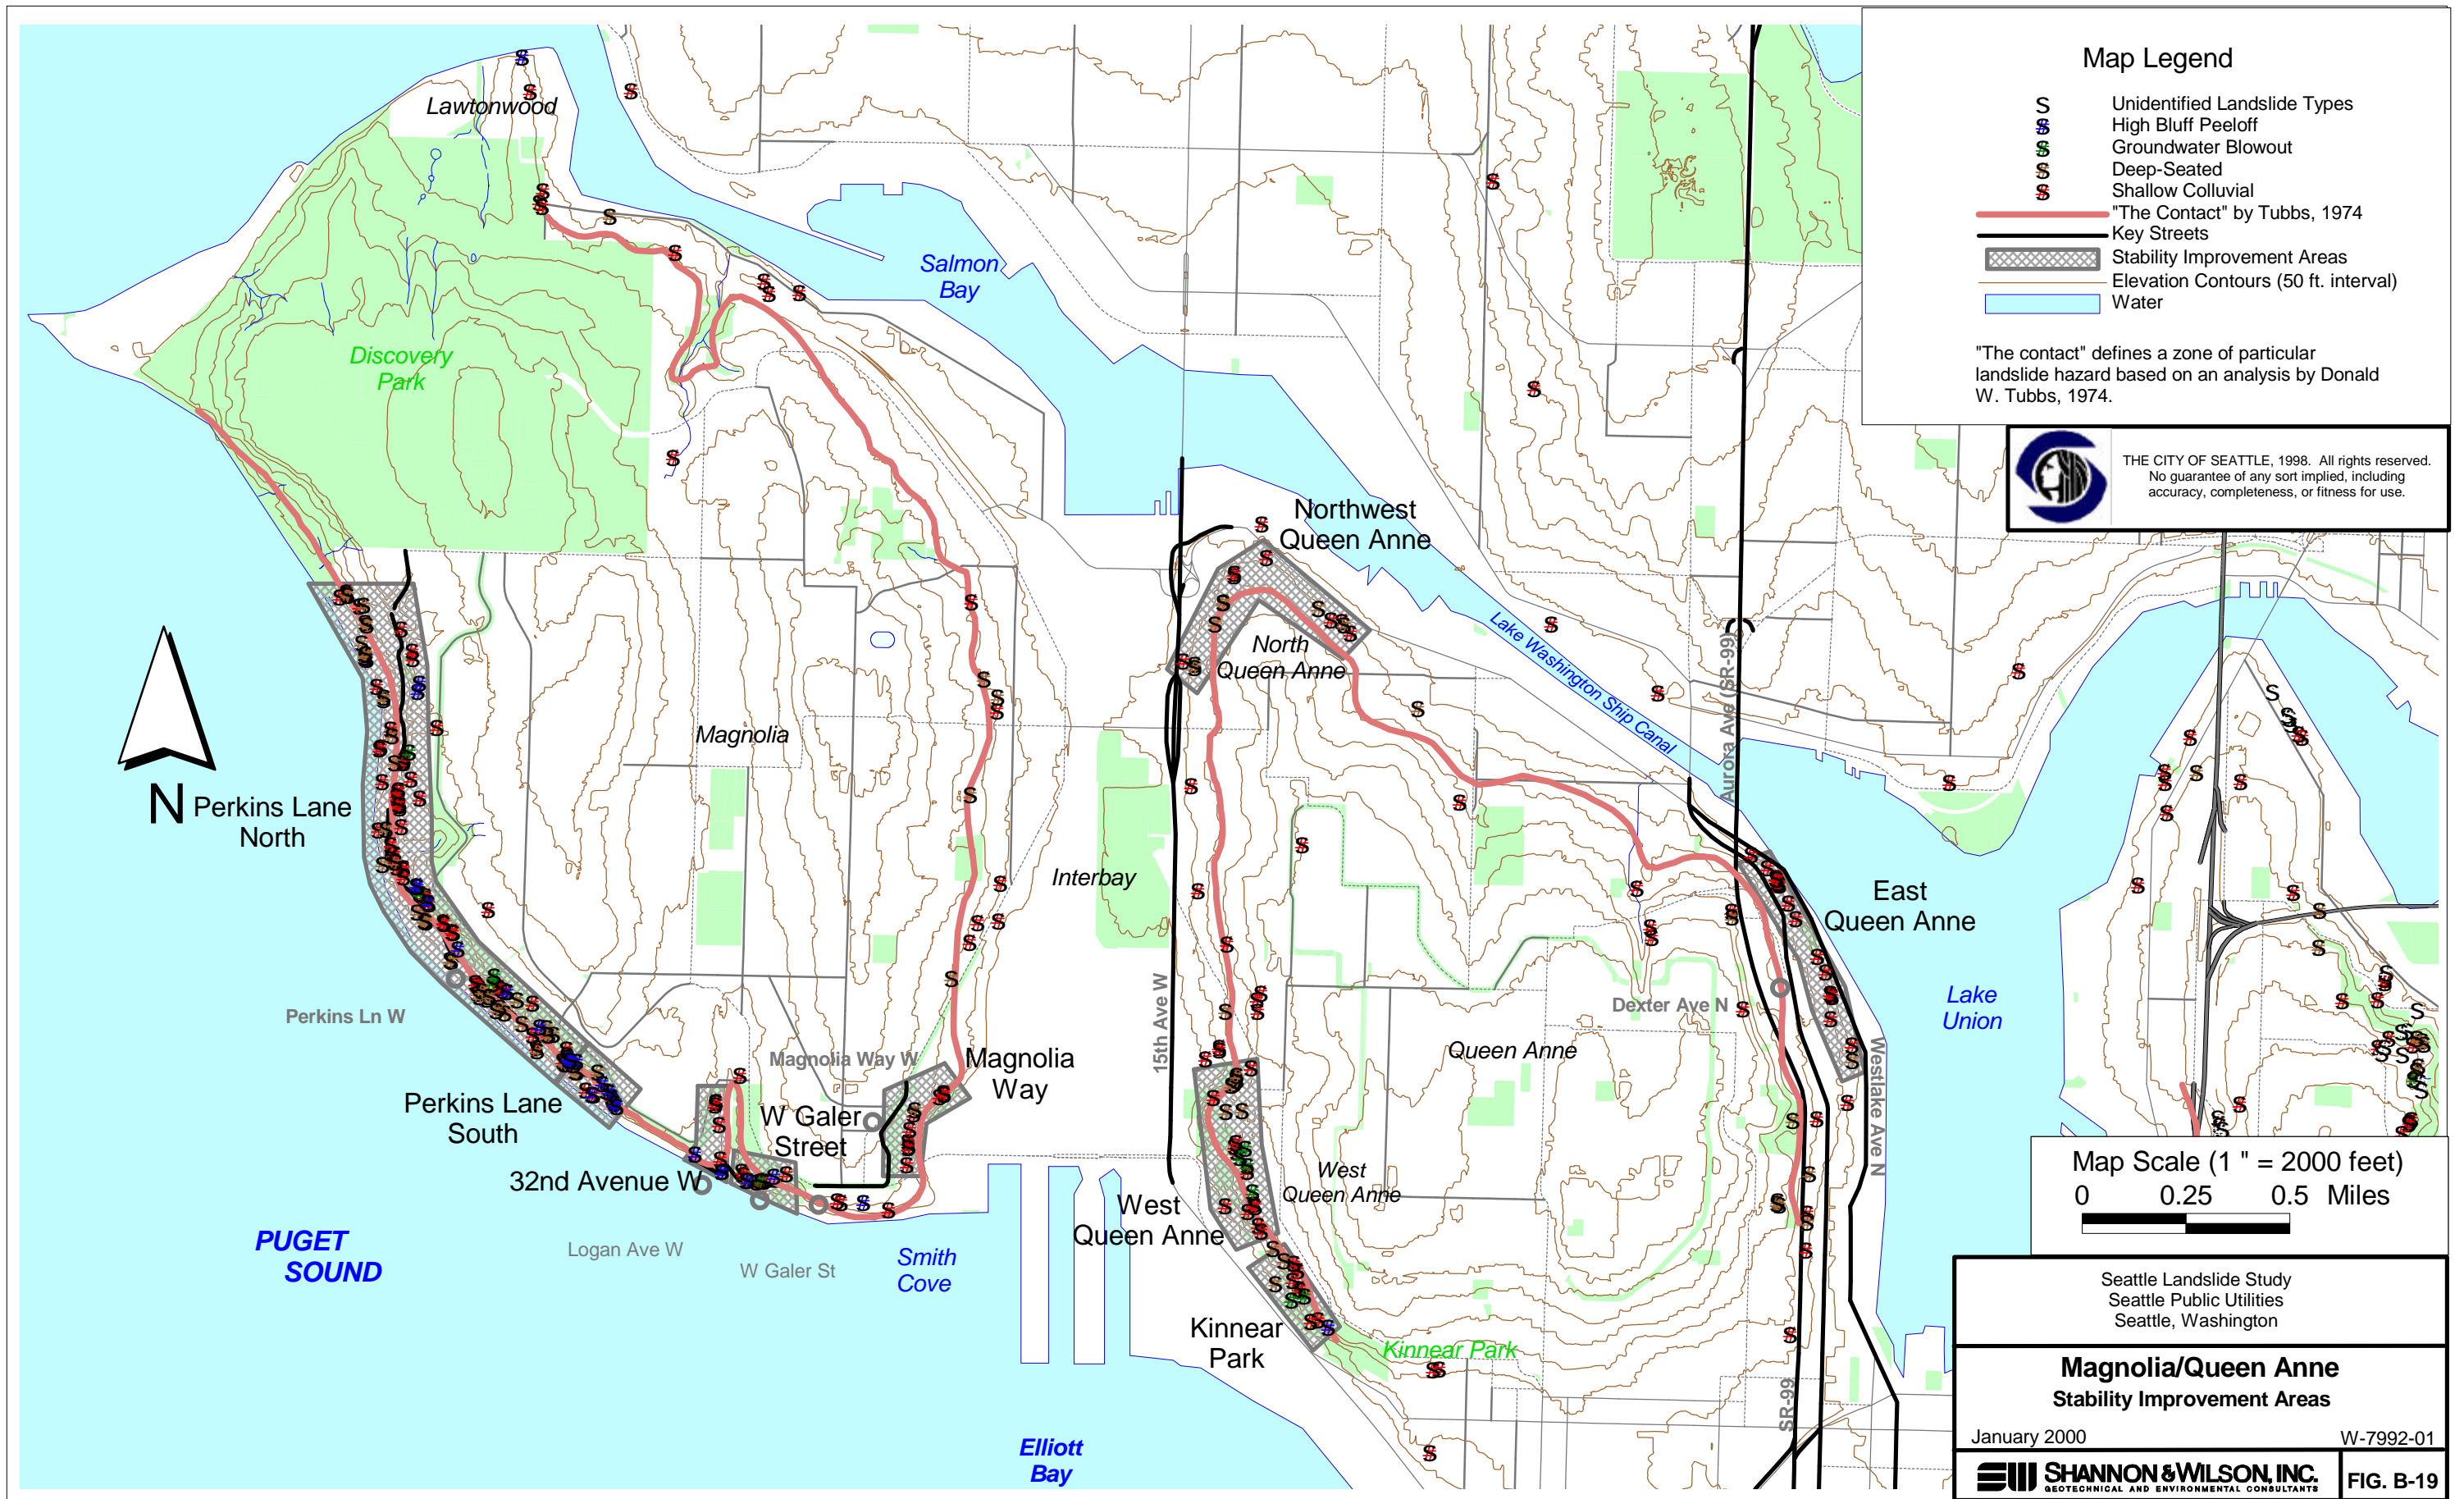 Map Legend
S Unidentified Landslide Types
S High Bluff Peeloff
S Groundwater Blowout
S Deep-Seated
S Shallow Colluvial
"The Contact" by Tubbs, 1974
Key Streets
Stability Improvement Areas
Elevation Contours (50 ft. interval)
Water
"The contact" defines a zone of particular
landslide hazard based on an analysis by Donald
W. Tubbs, 1974.
THE CITY OF SEATTLE, 1998. All rights reserved.
No guarantee of any sort implied, including
accuracy, completeness, or fitness for use.
Lawtonwood
Salmon
Bay
Discovery
Park
Northwest
Queen Anne
North
Queen Anne
Lake Washington Ship Canal
Aurora Ave (SR-99)
Magnolia
N
Perkins Lane
North
Interbay
East
Queen Anne
15th Ave W
Perkins Ln W
Dexter Ave N
Lake
Union
Queen Anne
Magnolia Way W
Magnolia
Way
Westlake Ave N
Perkins Lane
South
W Galer
Street
32nd Avenue W
West
Queen Anne
West
Queen Anne
PUGET
SOUND
Logan Ave W
W Galer St
Smith
Cove
Kinnear
Park
Kinnear Park
SR-99
Elliott
Bay
Map Scale (1 " = 2000 feet)
0 0.25 0.5 Miles
Seattle Landslide Study
Seattle Public Utilities
Seattle, Washington
Magnolia/Queen Anne
Stability Improvement Areas
January 2000 W-7992-01
SHANNON & WILSON, INC.
GEOTECHNICAL AND ENVIRONMENTAL CONSULTANTS
FIG. B-19